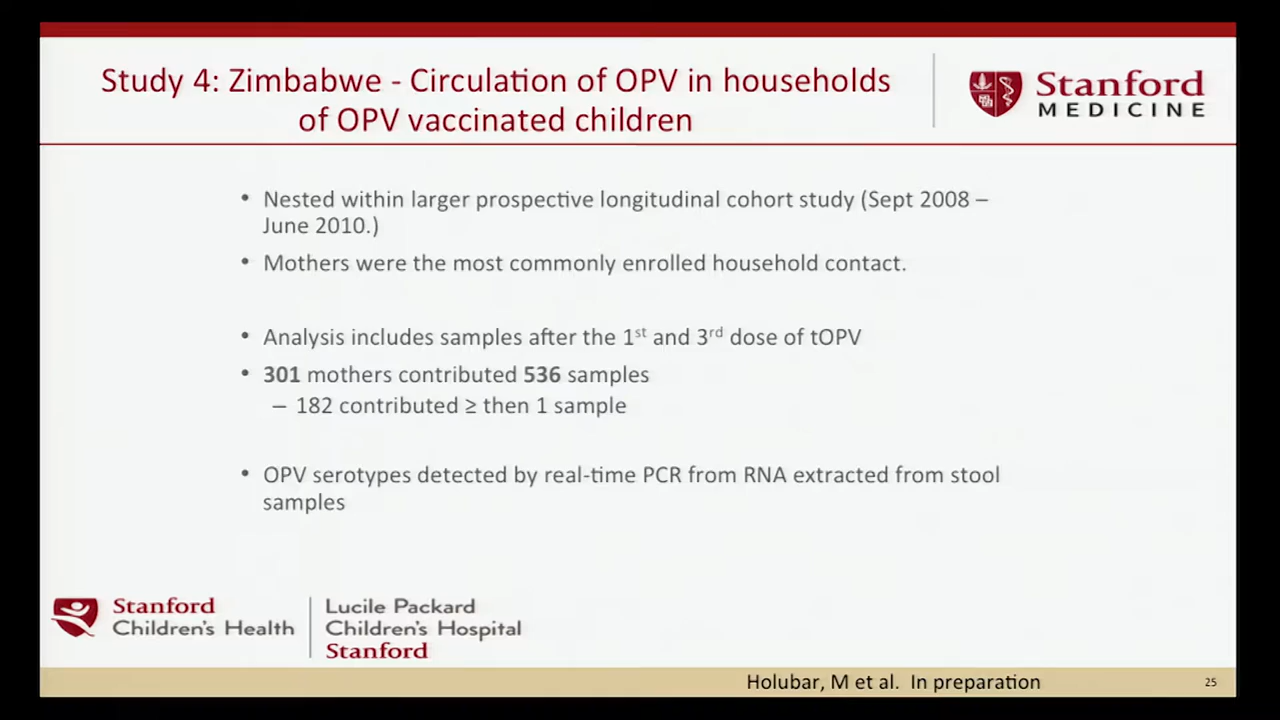 Study 4: Zimbabwe - Circulation of OPV in households
of OPV vaccinated children
Stanford
MEDICINE
• Nested within larger prospective longitudinal cohort study (Sept 2008 –
June 2010.)
• Mothers were the most commonly enrolled household contact.
• Analysis includes samples after the 1st and 3rd dose of tOPV
• 301 mothers contributed 536 samples
– 182 contributed ≥ then 1 sample
• OPV serotypes detected by real-time PCR from RNA extracted from stool
samples
Stanford
Children's Health
Lucile Packard
Children's Hospital
Stanford
Holubar, M et al. In preparation
25